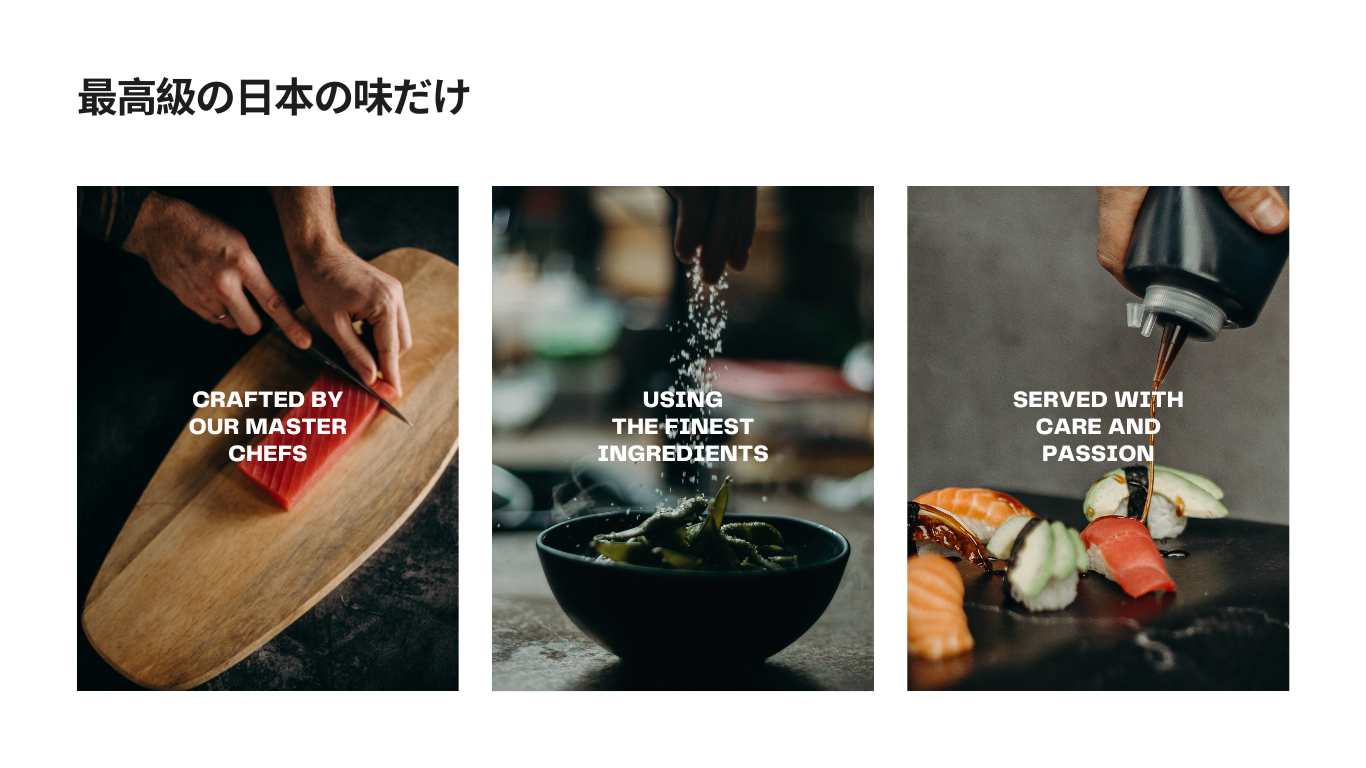 最高級の日本の味だけ
CRAFTED BY
OUR MASTER
CHEFS
USING
THE FINEST
INGREDIENTS
SERVED WITH
CARE AND
PASSION